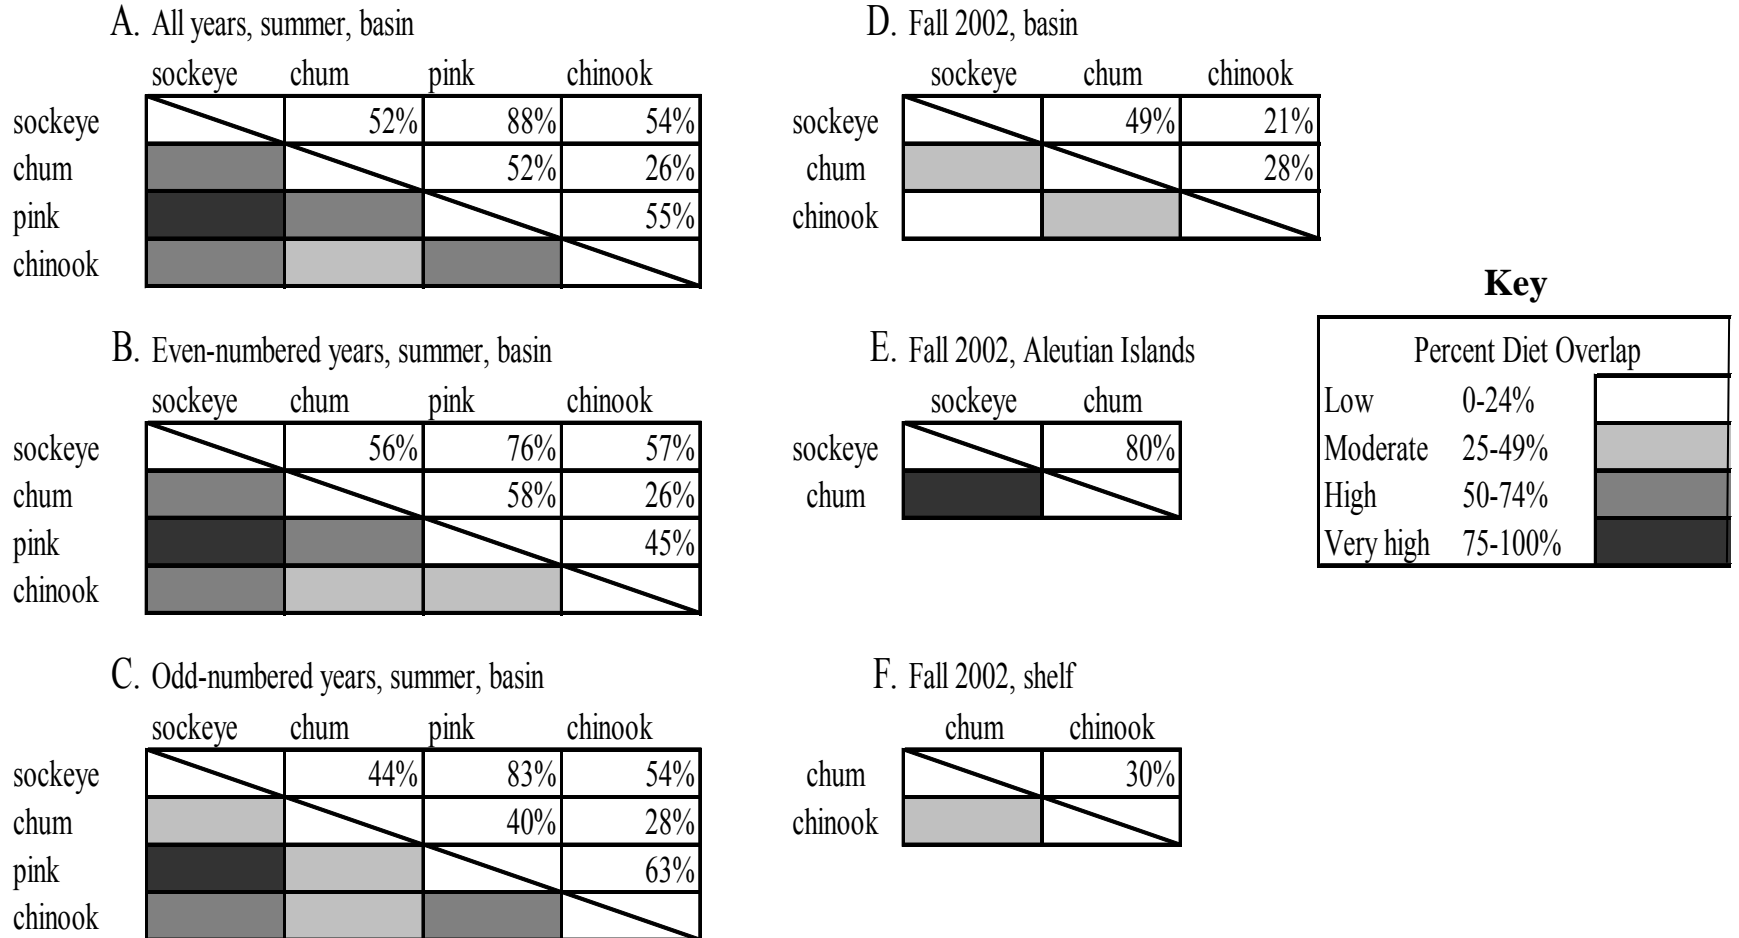 A. All years, summer, basin
sockeye chum pink chinook
sockeye 52% 88% 54%
chum 52% 26%
pink 55%
chinook
B. Even-numbered years, summer, basin
sockeye chum pink chinook
sockeye 56% 76% 57%
chum 58% 26%
pink 45%
chinook
C. Odd-numbered years, summer, basin
sockeye chum pink chinook
sockeye 44% 83% 54%
chum 40% 28%
pink 63%
chinook
D. Fall 2002, basin
sockeye chum chinook
sockeye 49% 21%
chum 28%
chinook
E. Fall 2002, Aleutian Islands
sockeye chum
sockeye 80%
chum
F. Fall 2002, shelf
chum chinook
chum 30%
chinook
Key
Percent Diet Overlap
Low 0-24%
Moderate 25-49%
High 50-74%
Very high 75-100%